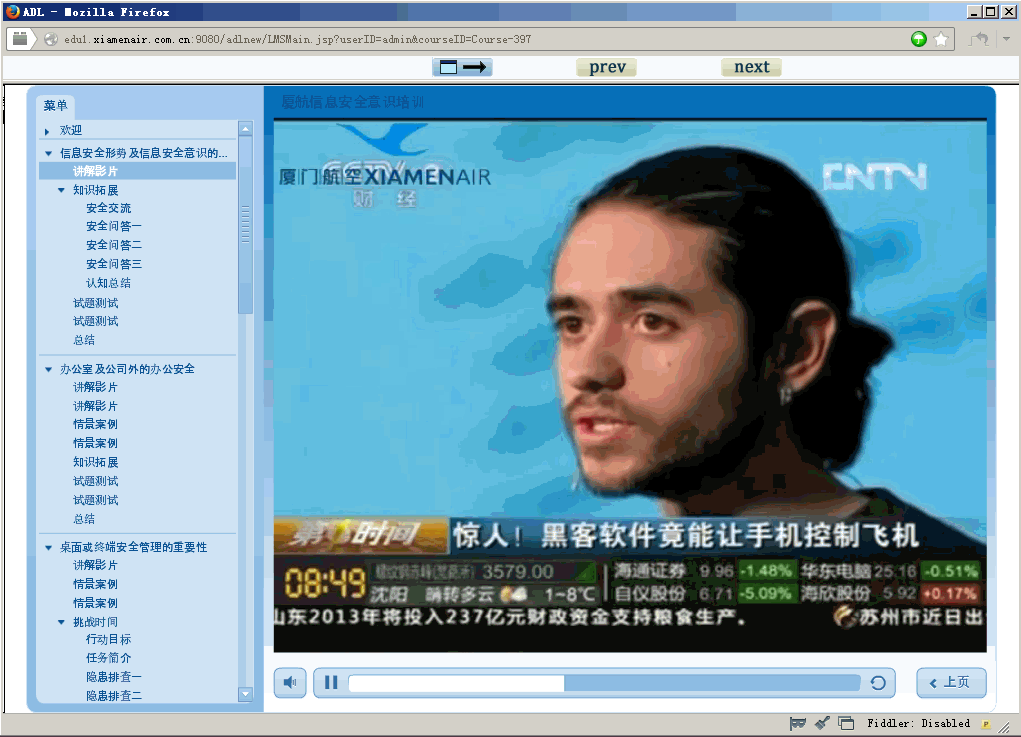 ADL - Mozilla Firefox
edu1.xiamenair.com.cn:9080/adlnew/LMSMain.jsp?userID=admin&courseID=Course-397
prev
next
菜单
欢迎
信息安全形势及信息安全意识的...
讲解影片
知识拓展
安全交流
安全问答一
安全问答二
安全问答三
认知总结
试题测试
试题测试
总结
办公室及公司外的办公安全
讲解影片
讲解影片
情景案例
情景案例
知识拓展
试题测试
试题测试
总结
桌面或终端安全管理的重要性
讲解影片
情景案例
情景案例
挑战时间
行动目标
任务简介
隐患排查一
隐患排查二
厦航信息安全意识培训
厦门航空XIAMENAIR
财 经
CNTV
第1时间
惊人！黑客软件竟能让手机控制飞机
08:49
3579.00
海通证券 9.96 -1.48% 华东电脑 25.16 -0.51%
沈阳 晴转多云 1~8℃
自仪股份 6.71 -5.09% 海欣股份 5.92 +0.17%
山东2013年将投入237亿元财政资金支持粮食生产。
苏州市近日出
上页
Fiddler: Disabled